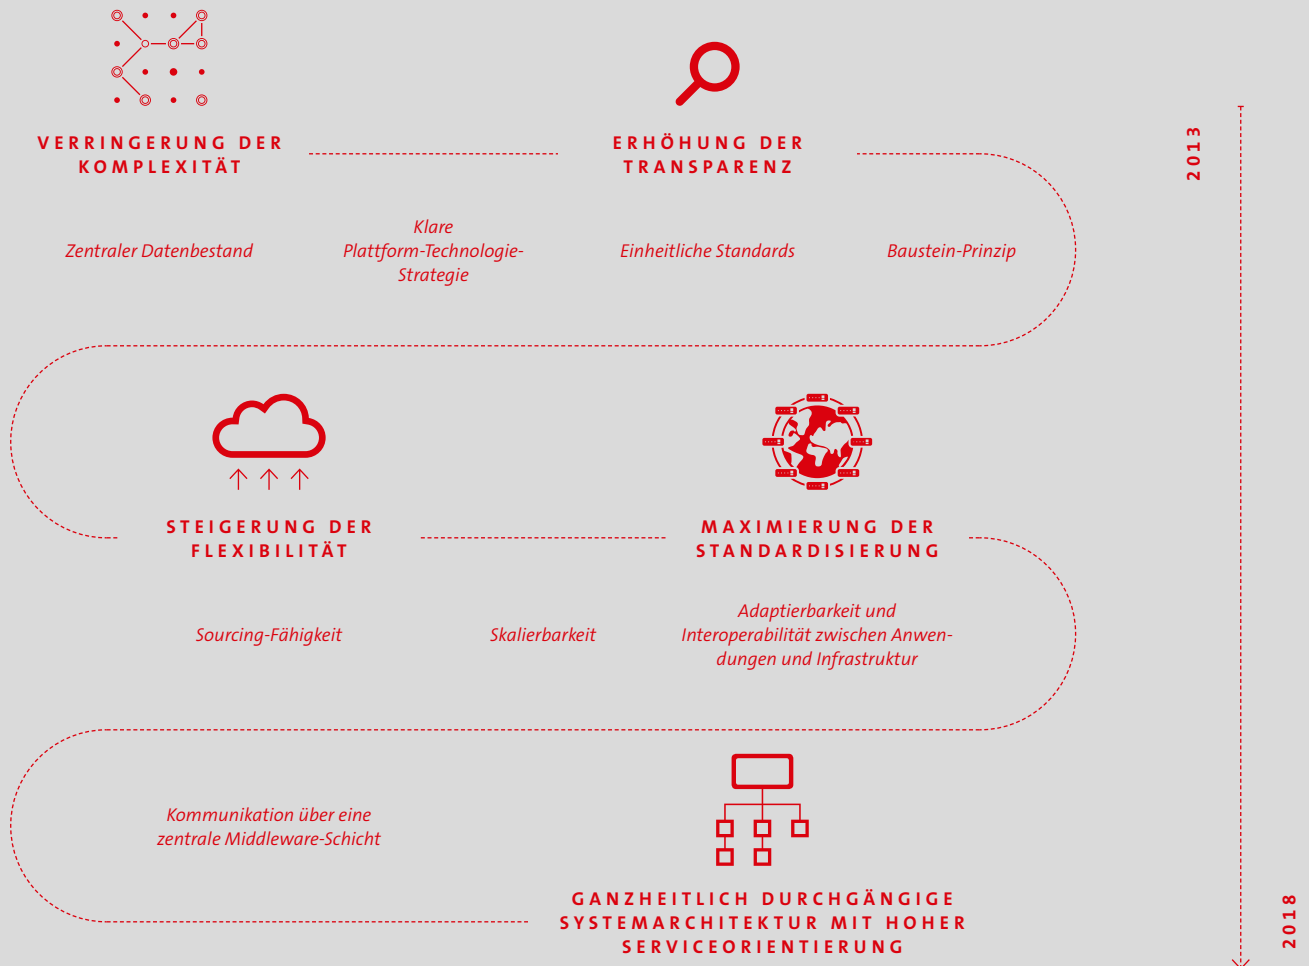 VERRINGERUNG DER
KOMPLEXITÄT
ERHÖHUNG DER
TRANSPARENZ
2013
Zentraler Datenbestand
Klare
Plattform-Technologie-
Strategie
Einheitliche Standards
Baustein-Prinzip
STEIGERUNG DER
FLEXIBILITÄT
MAXIMIERUNG DER
STANDARDISIERUNG
Sourcing-Fähigkeit
Skalierbarkeit
Adaptierbarkeit und
Interoperabilität zwischen Anwen-
dungen und Infrastruktur
Kommunikation über eine
zentrale Middleware-Schicht
GANZHEITLICH DURCHGÄNGIGE
SYSTEMARCHITEKTUR MIT HOHER
SERVICEORIENTIERUNG
2018